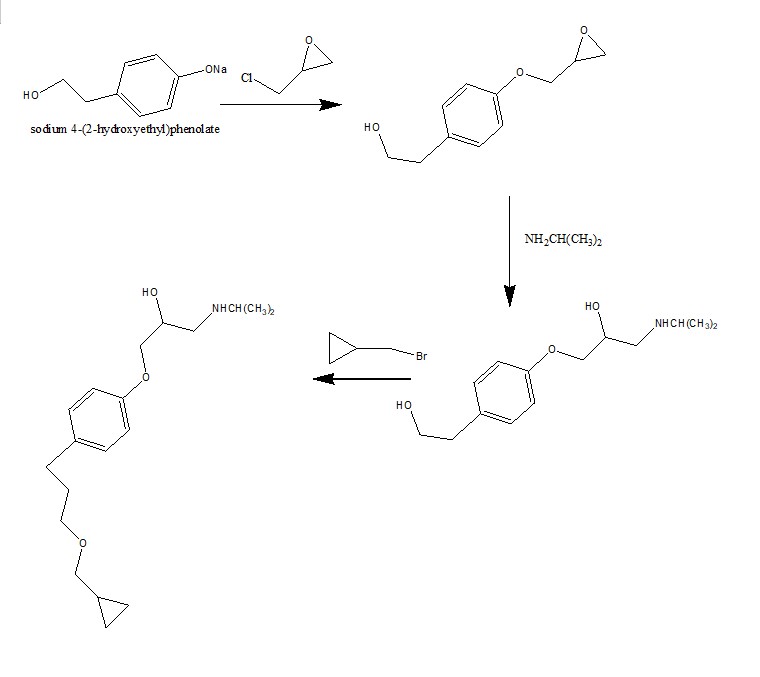 O
ONa
Cl
HO
sodium 4-(2-hydroxyethyl)phenolate
O
O
HO
NH₂CH(CH₃)₂
HO
NHCH(CH₃)₂
O
Br
HO
O
NHCH(CH₃)₂
HO
O